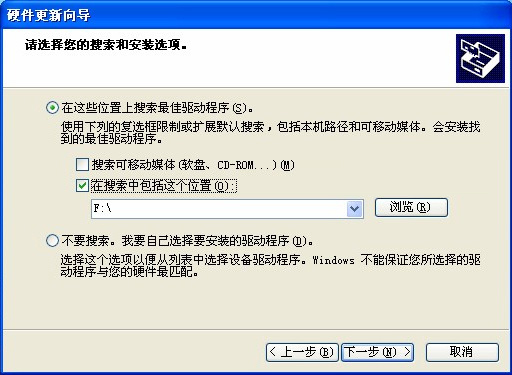 硬件更新向导
请选择您的搜索和安装选项。
在这些位置上搜索最佳驱动程序(S)。
使用下列的复选框限制或扩展默认搜索，包括本机路径和可移动媒体。会安装找
到的最佳驱动程序。
搜索可移动媒体(软盘、CD-ROM...)(M)
在搜索中包括这个位置(O):
F:\
浏览(R)
不要搜索。我要自己选择要安装的驱动程序(D)。
选择这个选项以便从列表中选择设备驱动程序。Windows 不能保证您所选择的驱
动程序与您的硬件最匹配。
< 上一步(B)
下一步(N) >
取消